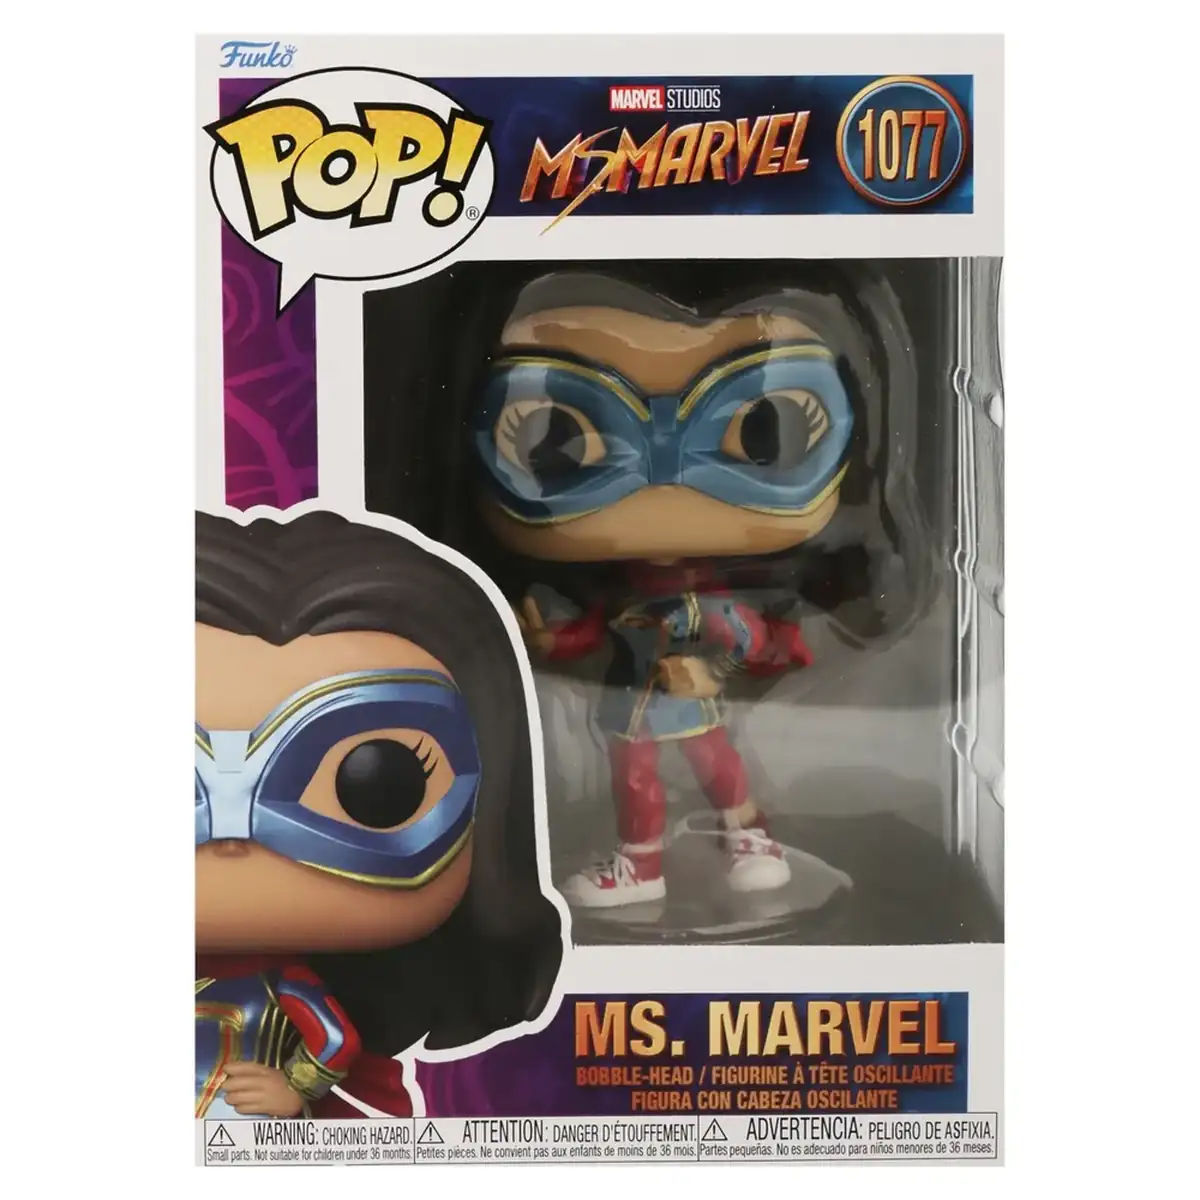 Funko
POP!®
MARVEL STUDIOS
MS MARVEL
1077
MS. MARVEL
BOBBLE-HEAD / FIGURINE À TÊTE OSCILLANTE
FIGURA CON CABEZA OSCILANTE
WARNING: CHOKING HAZARD.
Small parts. Not suitable for children under 36 months.
ATTENTION: DANGER D'ÉTOUFFEMENT.
Petites pièces. Ne convient pas aux enfants de moins de 36 mois.
ADVERTENCIA: PELIGRO DE ASFIXIA.
Partes pequeñas. No es adecuado para niños menores de 36 meses.